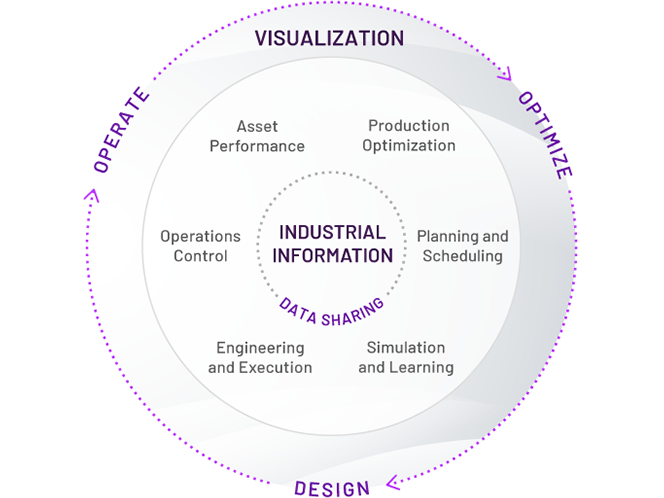 VISUALIZATION
OPERATE
OPTIMIZE
Asset
Performance
Production
Optimization
Operations
Control
INDUSTRIAL
INFORMATION
Planning and
Scheduling
DATA SHARING
Engineering
and Execution
Simulation
and Learning
DESIGN